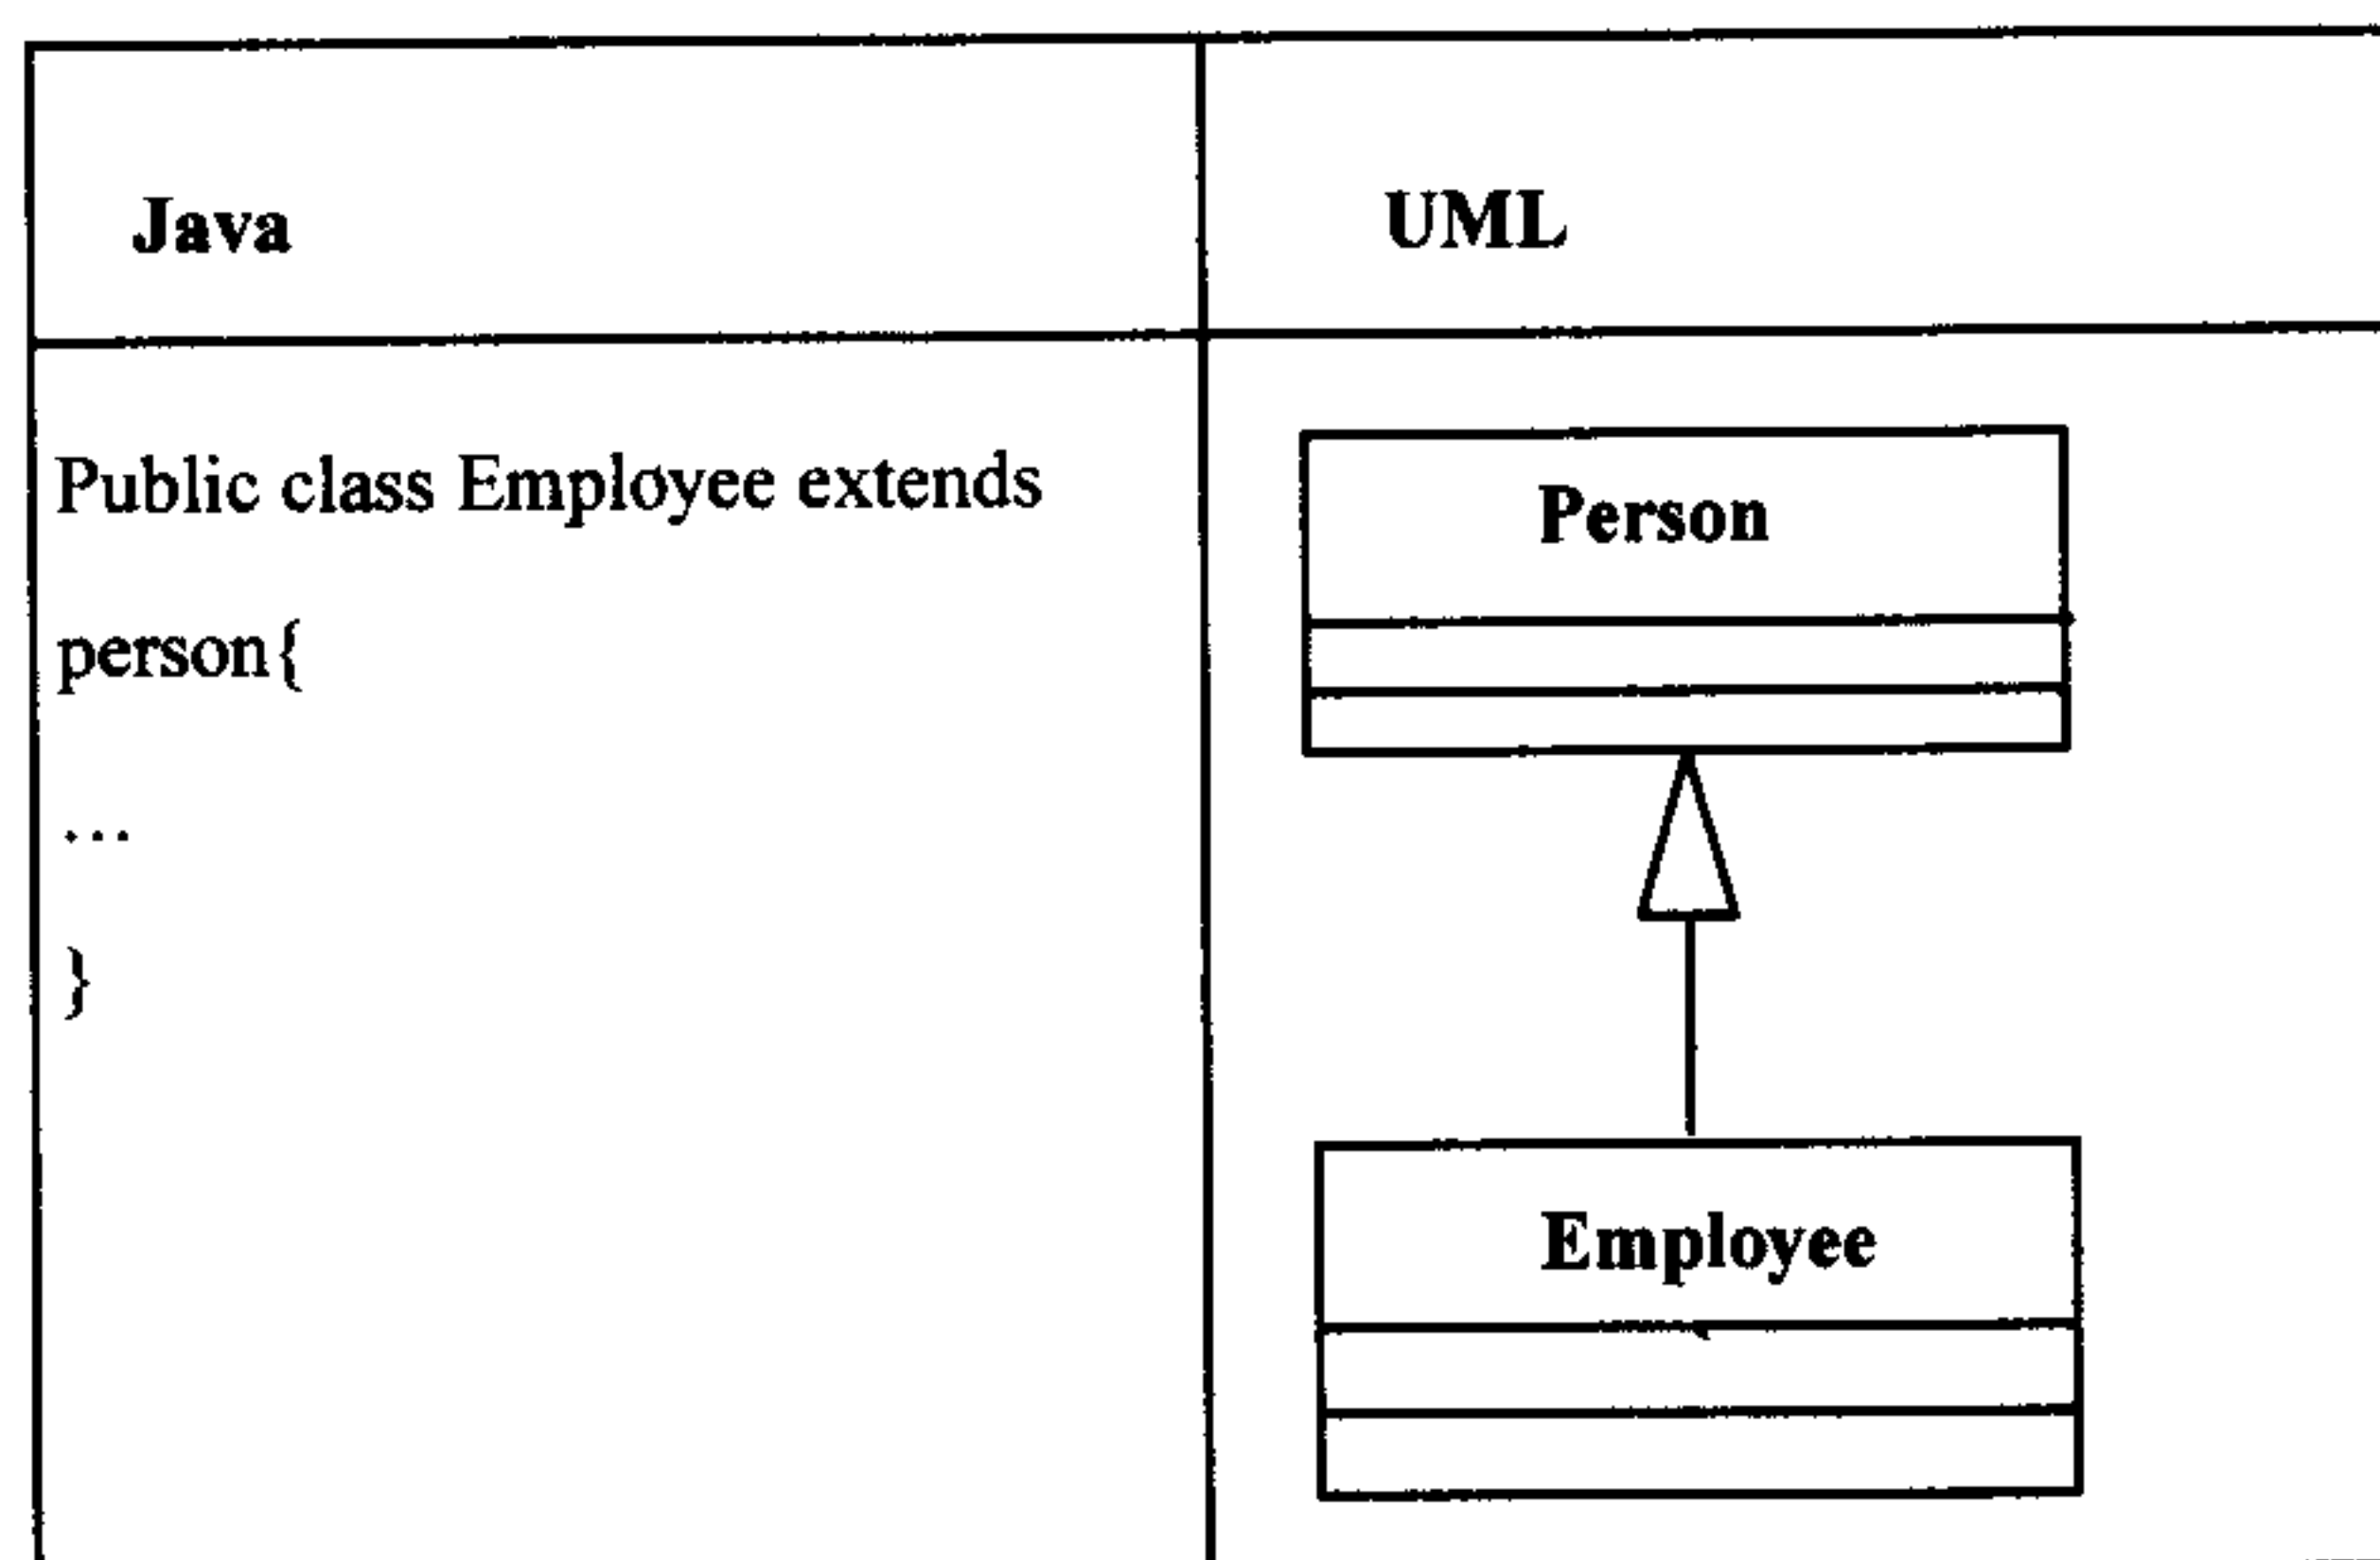 Java
UML
Public class Employee extends
person{
...
}
Person
Employee